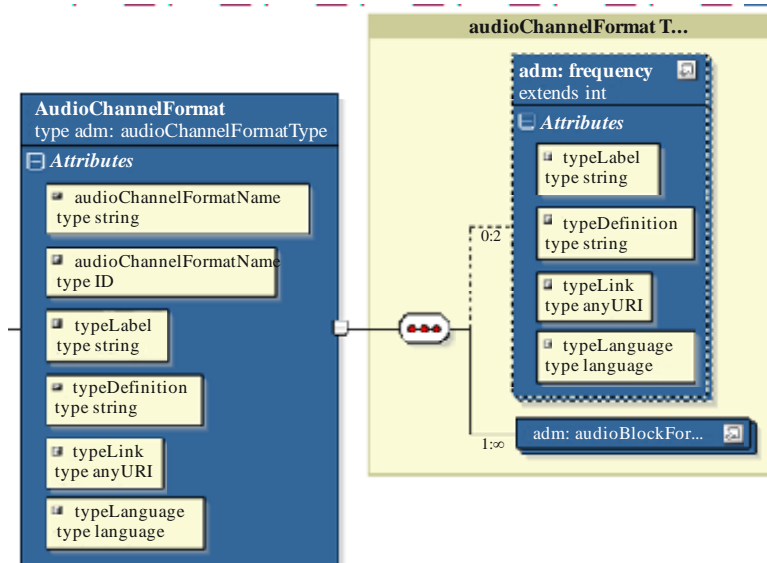 audioChannelFormat T...
AudioChannelFormat
type adm: audioChannelFormatType
Attributes
audioChannelFormatName
type string
audioChannelFormatName
type ID
typeLabel
type string
typeDefinition
type string
typeLink
type anyURI
typeLanguage
type language
adm: frequency
extends int
Attributes
typeLabel
type string
typeDefinition
type string
typeLink
type anyURI
typeLanguage
type language
0:2
1:∞
adm: audioBlockFor...